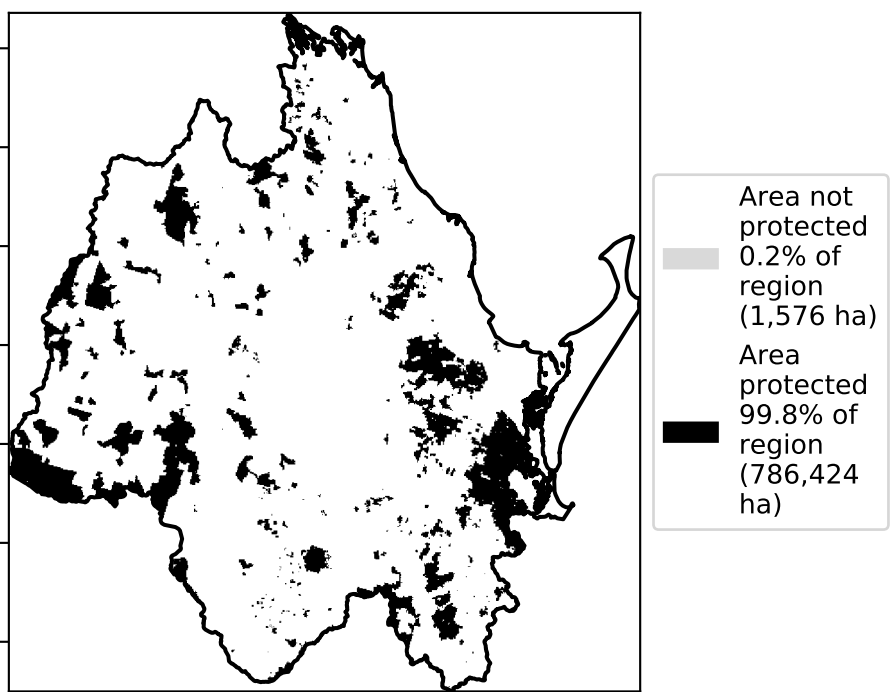 Area not
protected
0.2% of
region
(1,576 ha)
Area
protected
99.8% of
region
(786,424
ha)